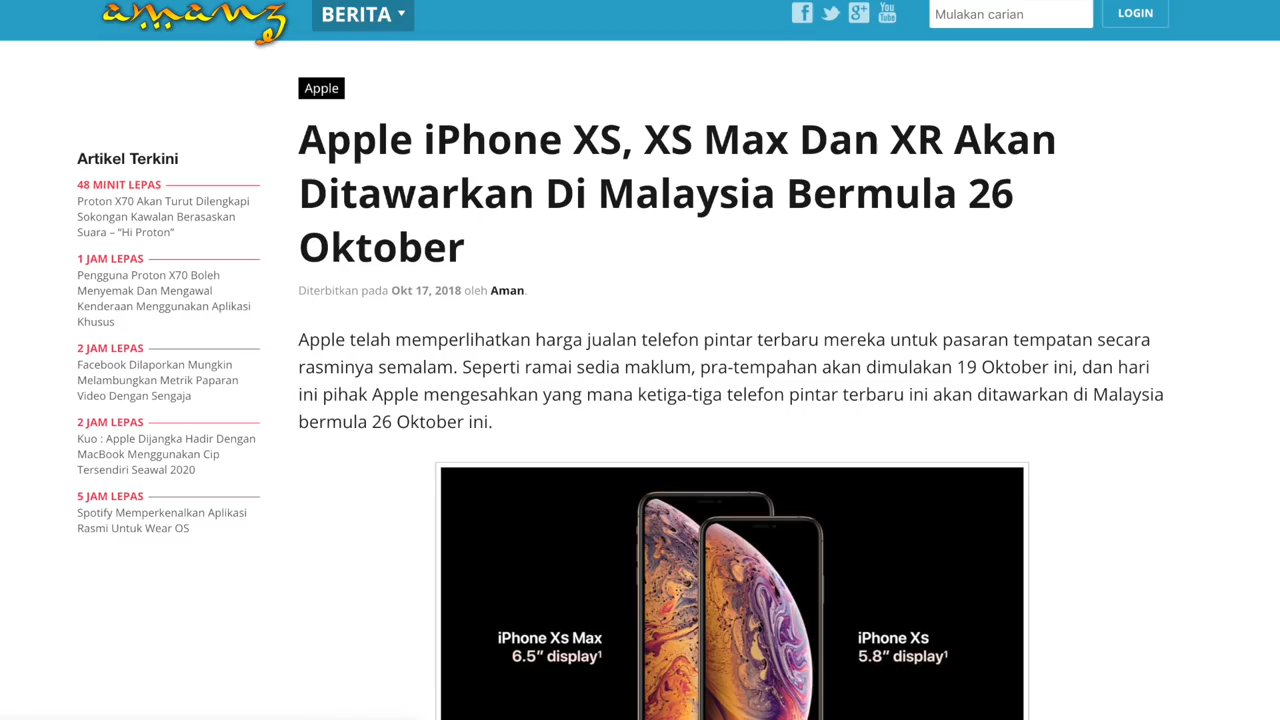 amanz
BERITA
Mulakan carian
LOGIN
You
Tube
Apple
Apple iPhone XS, XS Max Dan XR Akan
Ditawarkan Di Malaysia Bermula 26
Oktober
Diterbitkan pada Okt 17, 2018 oleh Aman.
Artikel Terkini
48 MINIT LEPAS
Proton X70 Akan Turut Dilengkapi
Sokongan Kawalan Berasaskan
Suara – “Hi Proton”
1 JAM LEPAS
Pengguna Proton X70 Boleh
Menyemak Dan Mengawal
Kenderaan Menggunakan Aplikasi
Khusus
2 JAM LEPAS
Facebook Dilaporkan Mungkin
Melambungkan Metrik Paparan
Video Dengan Sengaja
2 JAM LEPAS
Kuo : Apple Dijangka Hadir Dengan
MacBook Menggunakan Cip
Tersendiri Seawal 2020
5 JAM LEPAS
Spotify Memperkenalkan Aplikasi
Rasmi Untuk Wear OS
Apple telah memperlihatkan harga jualan telefon pintar terbaru mereka untuk pasaran tempatan secara
rasminya semalam. Seperti ramai sedia maklum, pra-tempahan akan dimulakan 19 Oktober ini, dan hari
ini pihak Apple mengesahkan yang mana ketiga-tiga telefon pintar terbaru ini akan ditawarkan di Malaysia
bermula 26 Oktober ini.
iPhone Xs Max
6.5” display¹
iPhone Xs
5.8” display¹